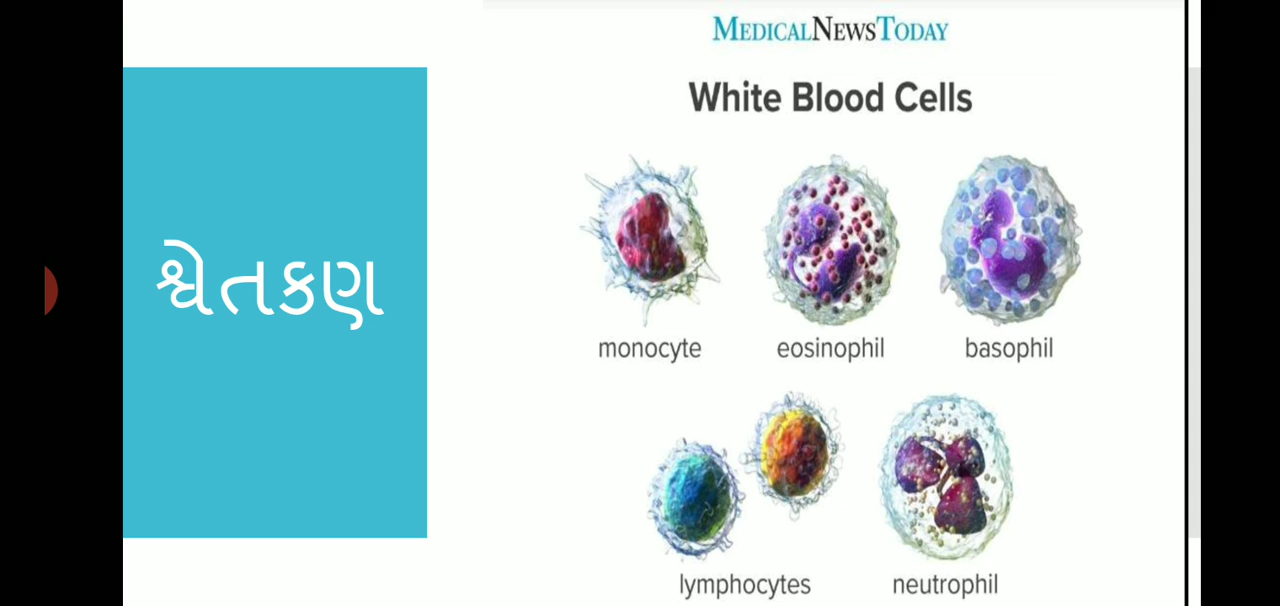 શ્વેતકણ
MEDICALNEWSTODAY
White Blood Cells
monocyte eosinophil basophil
lymphocytes neutrophil